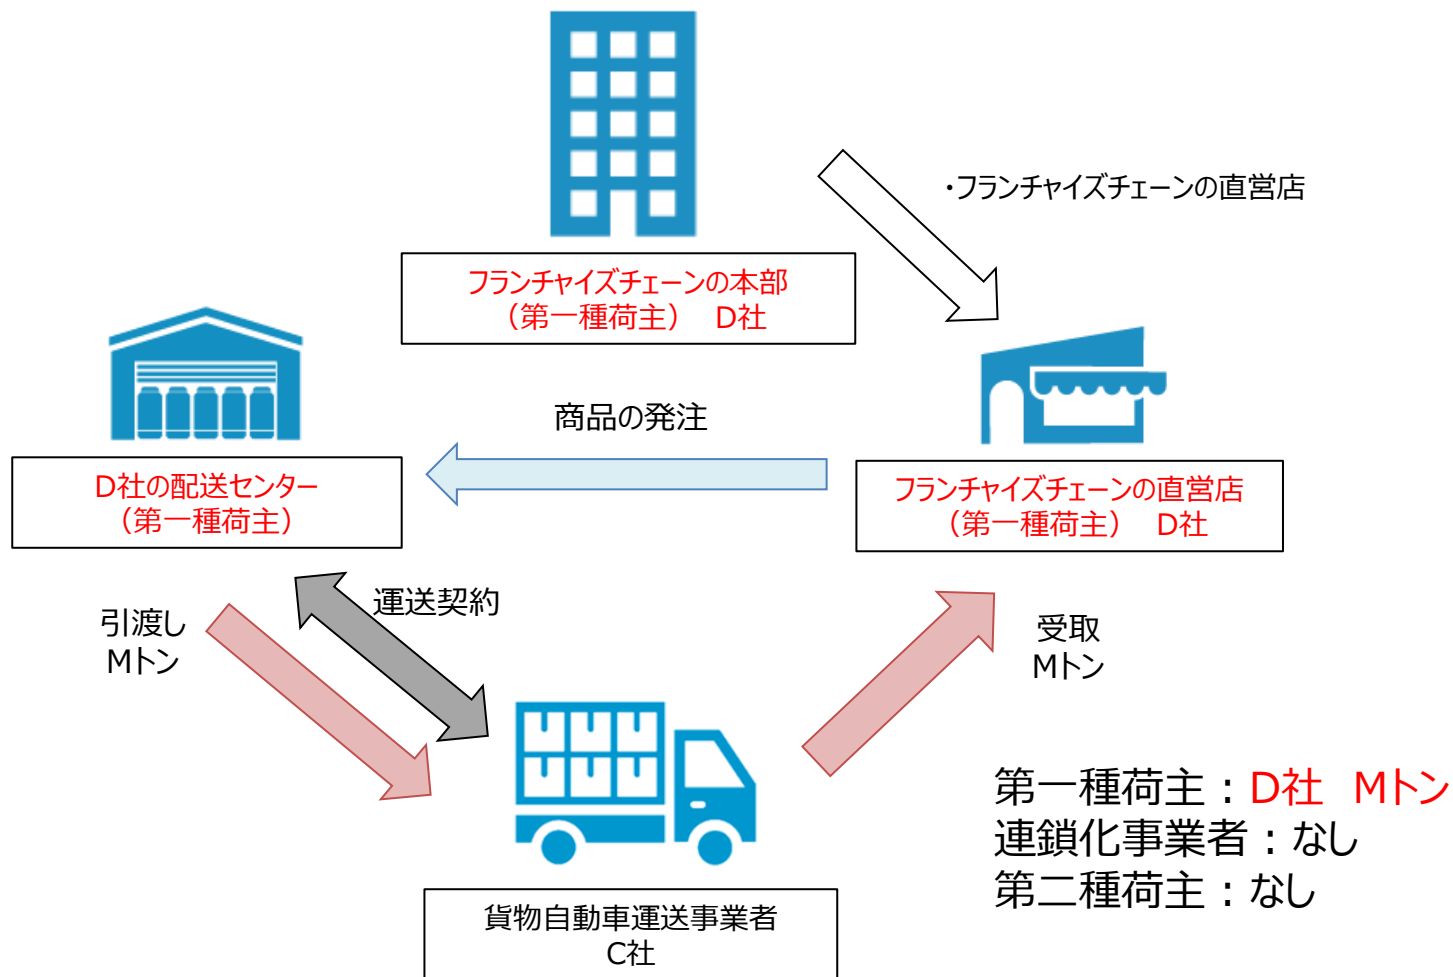 ・フランチャイズチェーンの直営店
フランチャイズチェーンの本部
（第一種荷主）　D社
商品の発注
D社の配送センター
（第一種荷主）
フランチャイズチェーンの直営店
（第一種荷主）　D社
運送契約
引渡し
Mトン
受取
Mトン
第一種荷主：D社　Mトン
連鎖化事業者：なし
第二種荷主：なし
貨物自動車運送事業者
C社